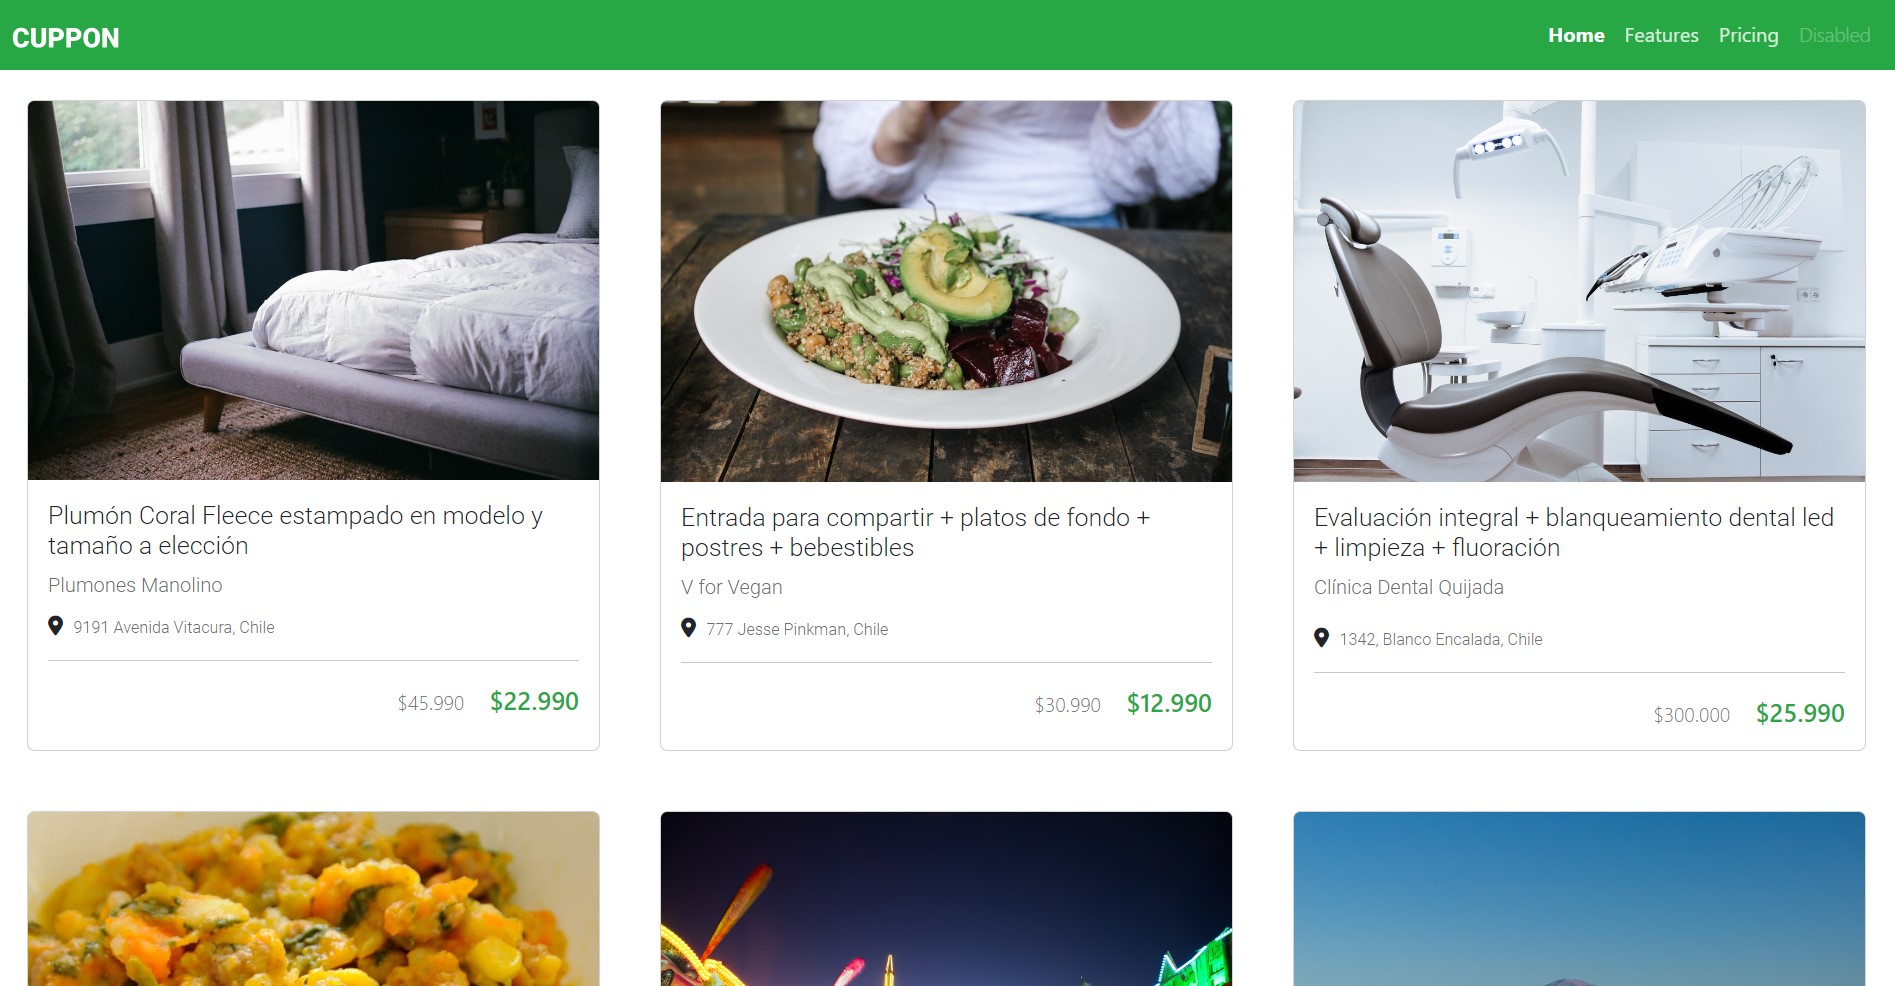 CUPPON
Home Features Pricing Disabled
Plumón Coral Fleece estampado en modelo y
tamaño a elección
Plumones Manolino
9191 Avenida Vitacura, Chile
$45.990 $22.990
Entrada para compartir + platos de fondo +
postres + bebestibles
V for Vegan
777 Jesse Pinkman, Chile
$30.990 $12.990
Evaluación integral + blanqueamiento dental led
+ limpieza + fluoración
Clínica Dental Quijada
1342, Blanco Encalada, Chile
$300.000 $25.990